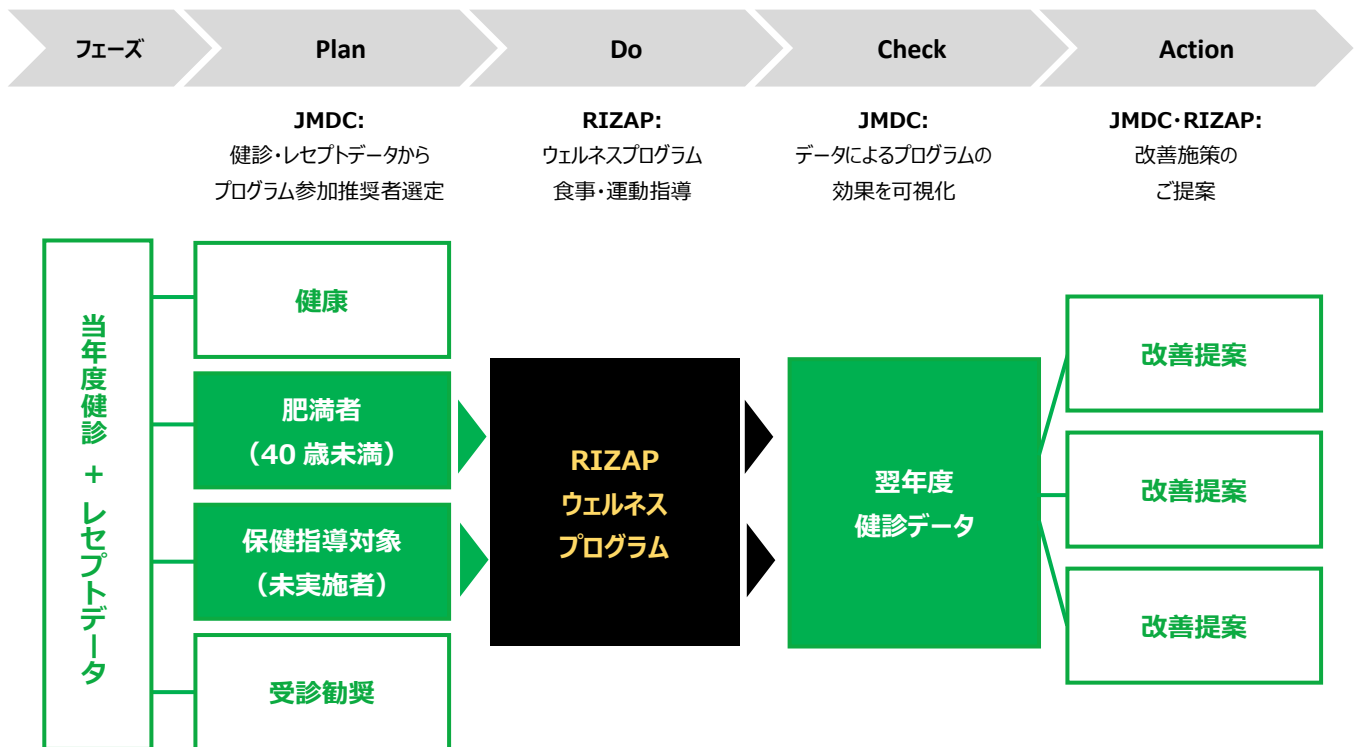 フェーズ
Plan
Do
Check
Action
JMDC:
健診・レセプトデータから
プログラム参加推奨者選定
RIZAP:
ウェルネスプログラム
食事・運動指導
JMDC:
データによるプログラムの
効果を可視化
JMDC・RIZAP:
改善施策の
ご提案
当年度健診 + レセプトデータ
健康
肥満者
（40 歳未満）
保健指導対象
（未実施者）
受診勧奨
RIZAP
ウェルネス
プログラム
翌年度
健診データ
改善提案
改善提案
改善提案